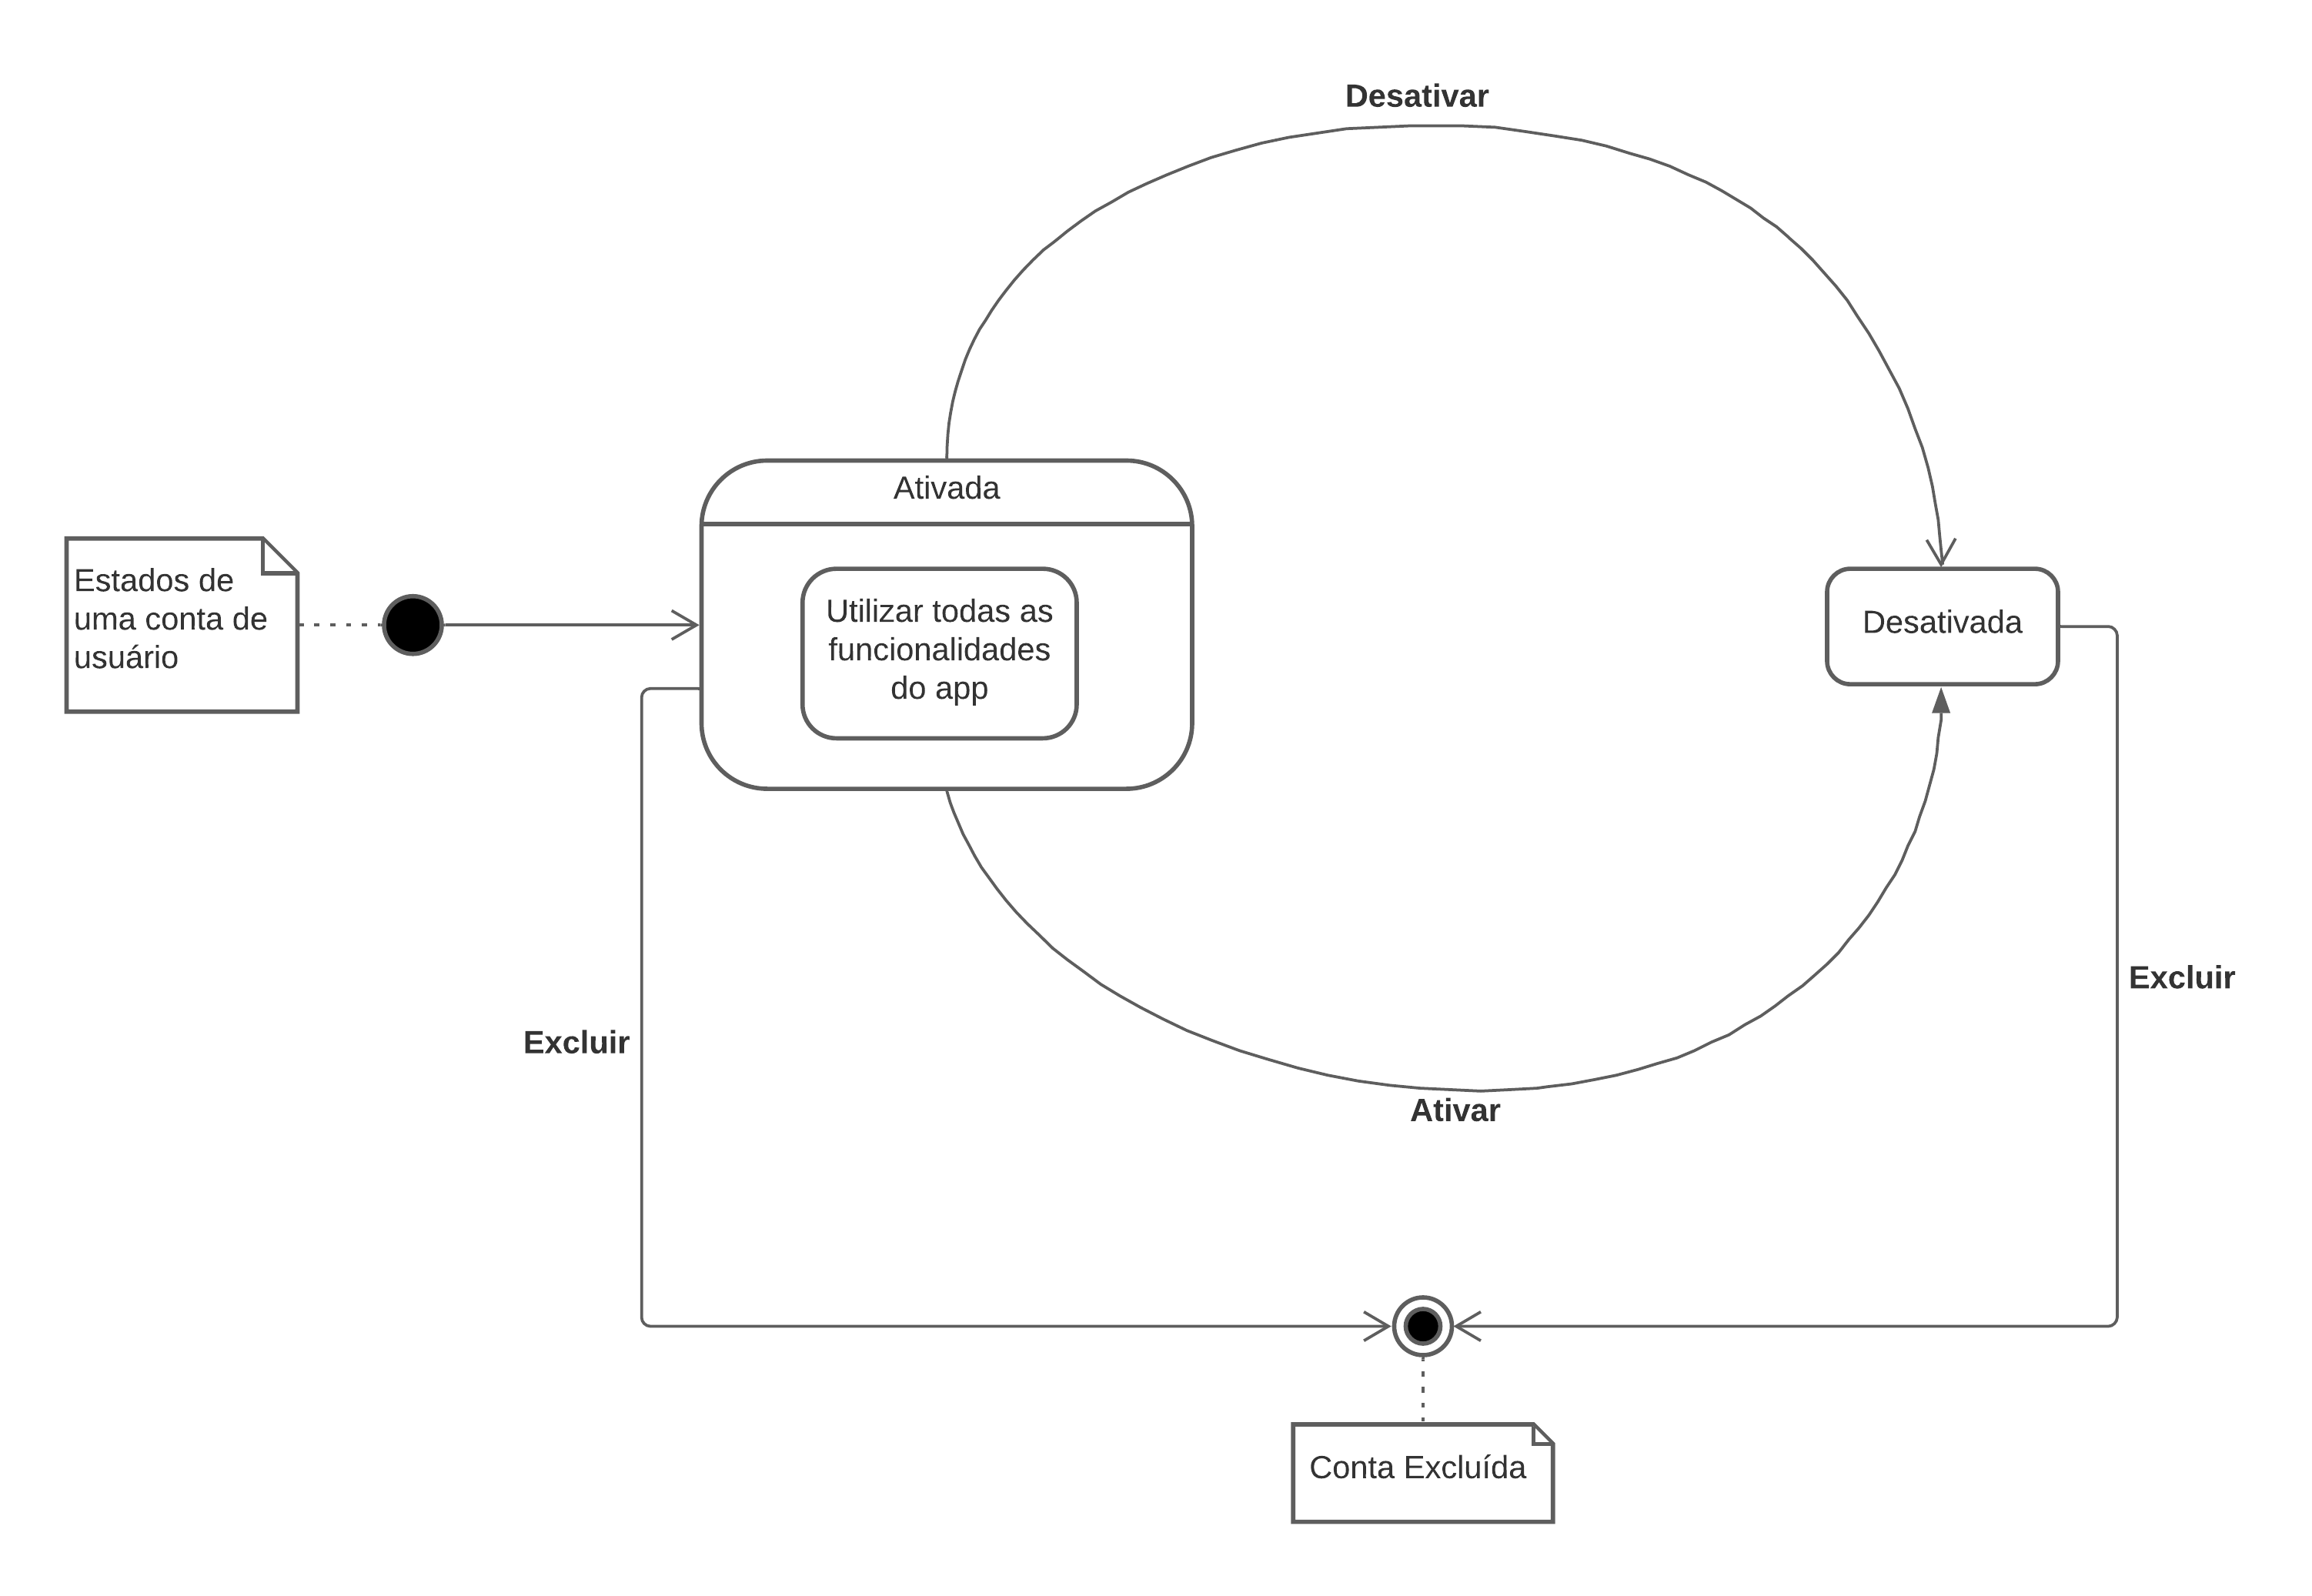 Desativar
Ativada
Estados de
uma conta de
usuário
Utilizar todas as
funcionalidades
do app
Desativada
Excluir
Excluir
Ativar
Conta Excluída